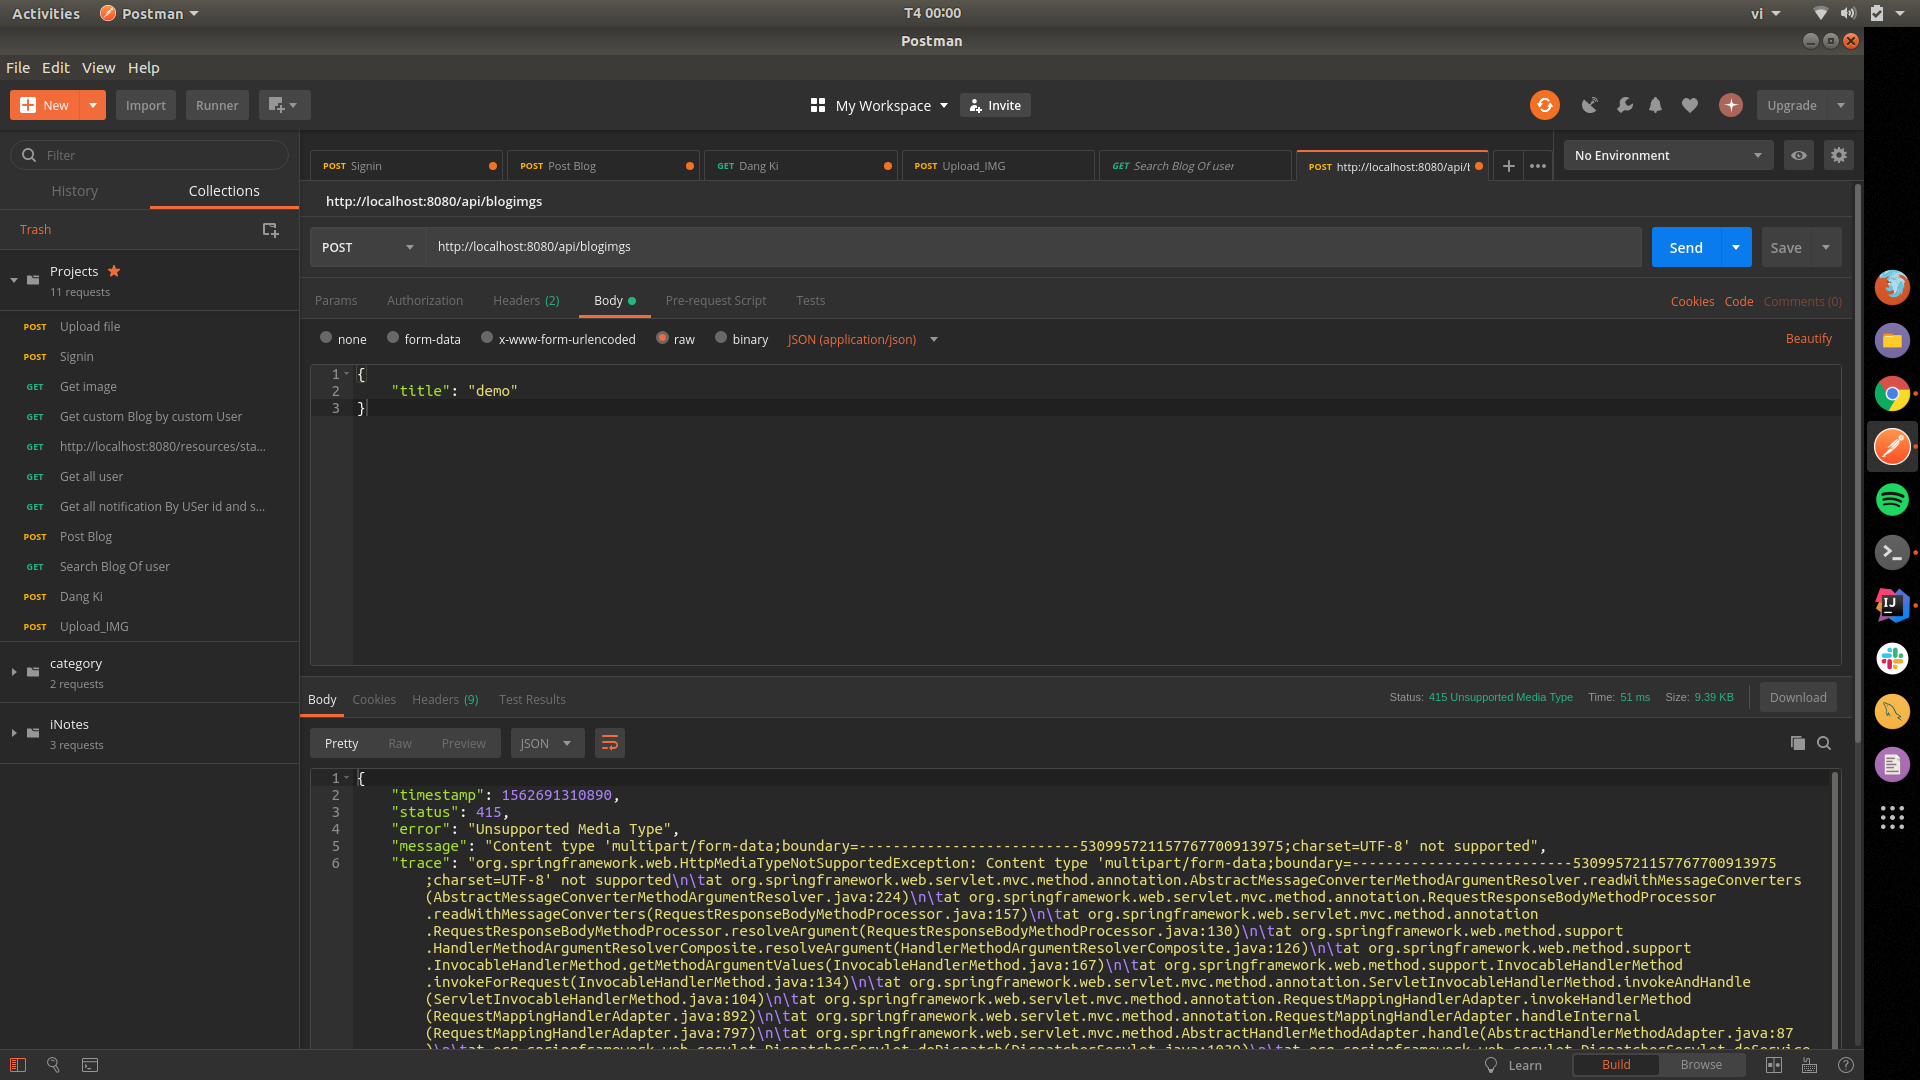 Activities Postman T4 00:00 vi
Postman
File Edit View Help
New Import Runner My Workspace Invite Upgrade
Filter
History Collections
Trash
Projects
11 requests
POST Upload file
POST Signin
GET Get image
GET Get custom Blog by custom User
GET http://localhost:8080/resources/sta...
GET Get all user
GET Get all notification By USer id and s...
POST Post Blog
GET Search Blog Of user
POST Dang Ki
POST Upload_IMG
category
2 requests
iNotes
3 requests
POST Signin POST Post Blog GET Dang Ki POST Upload_IMG GET Search Blog Of user POST http://localhost:8080/api/b No Environment
http://localhost:8080/api/blogimgs
POST http://localhost:8080/api/blogimgs Send Save
Params Authorization Headers (2) Body Pre-request Script Tests Cookies Code Comments (0)
none form-data x-www-form-urlencoded raw binary JSON (application/json) Beautify
1 {
2 "title": "demo"
3 }
Body Cookies Headers (9) Test Results Status: 415 Unsupported Media Type Time: 51 ms Size: 9.39 KB Download
Pretty Raw Preview JSON
1 {
2 "timestamp": 1562691310890,
3 "status": 415,
4 "error": "Unsupported Media Type",
5 "message": "Content type 'multipart/form-data;boundary=--------------------------530995721157767700913975;charset=UTF-8' not supported",
6 "trace": "org.springframework.web.HttpMediaTypeNotSupportedException: Content type 'multipart/form-data;boundary=--------------------------530995721157767700913975
;charset=UTF-8' not supported\n\tat org.springframework.web.servlet.mvc.method.annotation.AbstractMessageConverterMethodArgumentResolver.readWithMessageConverters
(AbstractMessageConverterMethodArgumentResolver.java:224)\n\tat org.springframework.web.servlet.mvc.method.annotation.RequestResponseBodyMethodProcessor
.readWithMessageConverters(RequestResponseBodyMethodProcessor.java:157)\n\tat org.springframework.web.servlet.mvc.method.annotation
.RequestResponseBodyMethodProcessor.resolveArgument(RequestResponseBodyMethodProcessor.java:130)\n\tat org.springframework.web.method.support
.HandlerMethodArgumentResolverComposite.resolveArgument(HandlerMethodArgumentResolverComposite.java:126)\n\tat org.springframework.web.method.support
.InvocableHandlerMethod.getMethodArgumentValues(InvocableHandlerMethod.java:167)\n\tat org.springframework.web.method.support.InvocableHandlerMethod
.invokeForRequest(InvocableHandlerMethod.java:134)\n\tat org.springframework.web.servlet.mvc.method.annotation.ServletInvocableHandlerMethod.invokeAndHandle
(ServletInvocableHandlerMethod.java:104)\n\tat org.springframework.web.servlet.mvc.method.annotation.RequestMappingHandlerAdapter.invokeHandlerMethod
(RequestMappingHandlerAdapter.java:892)\n\tat org.springframework.web.servlet.mvc.method.annotation.RequestMappingHandlerAdapter.handleInternal
(RequestMappingHandlerAdapter.java:797)\n\tat org.springframework.web.servlet.mvc.method.AbstractHandlerMethodAdapter.handle(AbstractHandlerMethodAdapter.java:87
Learn Build Browse